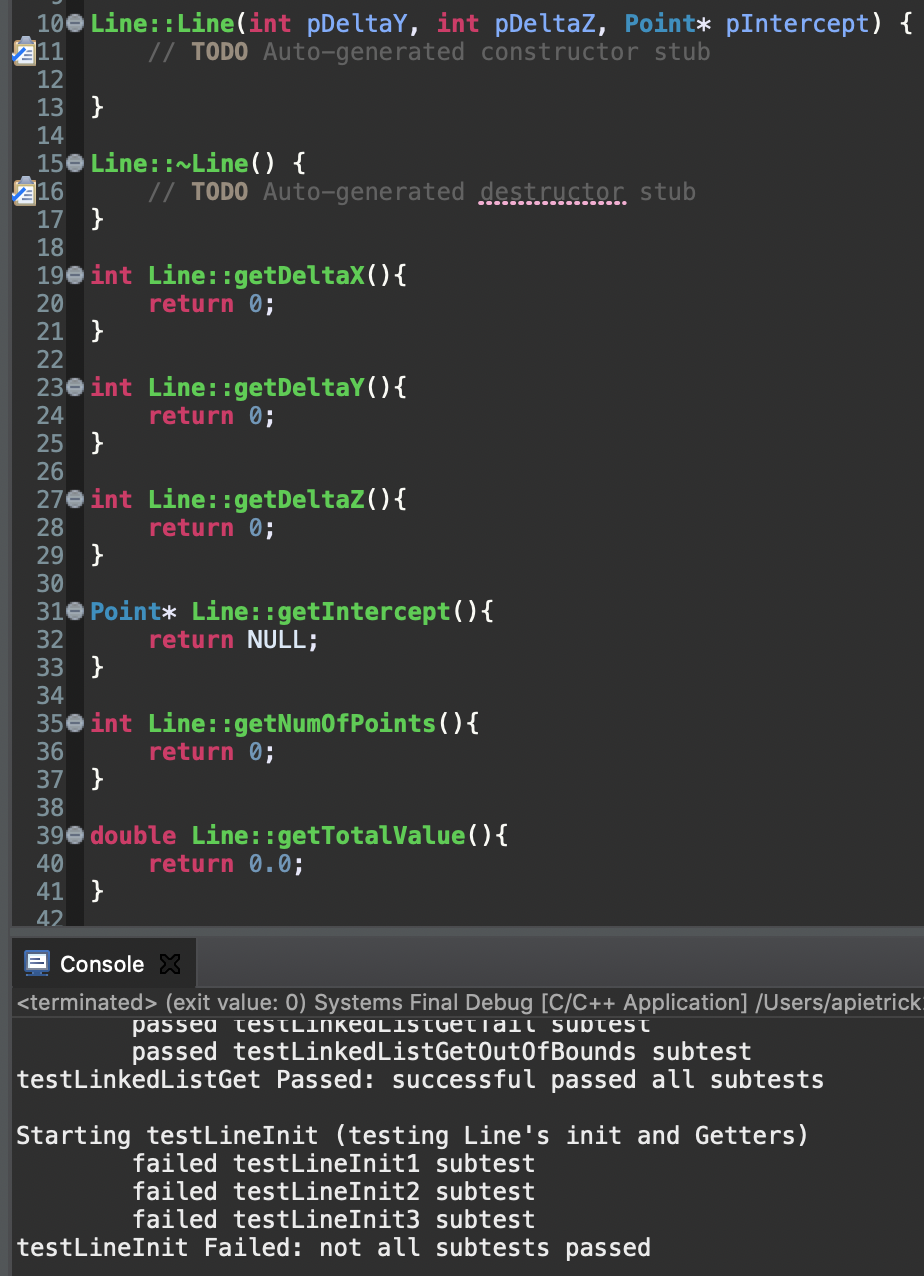 10 Line::Line(int pDeltaY, int pDeltaZ, Point* pIntercept) {
11 // TODO Auto-generated constructor stub
12
13 }
14
15 Line::~Line() {
16 // TODO Auto-generated destructor stub
17 }
18
19 int Line::getDeltaX(){
20 return 0;
21 }
22
23 int Line::getDeltaY(){
24 return 0;
25 }
26
27 int Line::getDeltaZ(){
28 return 0;
29 }
30
31 Point* Line::getIntercept(){
32 return NULL;
33 }
34
35 int Line::getNumOfPoints(){
36 return 0;
37 }
38
39 double Line::getTotalValue(){
40 return 0.0;
41 }
42
Console
<terminated> (exit value: 0) Systems Final Debug [C/C++ Application] /Users/apietrick
passed testLinkedListGetTail subtest
passed testLinkedListGetOutOfBounds subtest
testLinkedListGet Passed: successful passed all subtests

Starting testLineInit (testing Line's init and Getters)
failed testLineInit1 subtest
failed testLineInit2 subtest
failed testLineInit3 subtest
testLineInit Failed: not all subtests passed